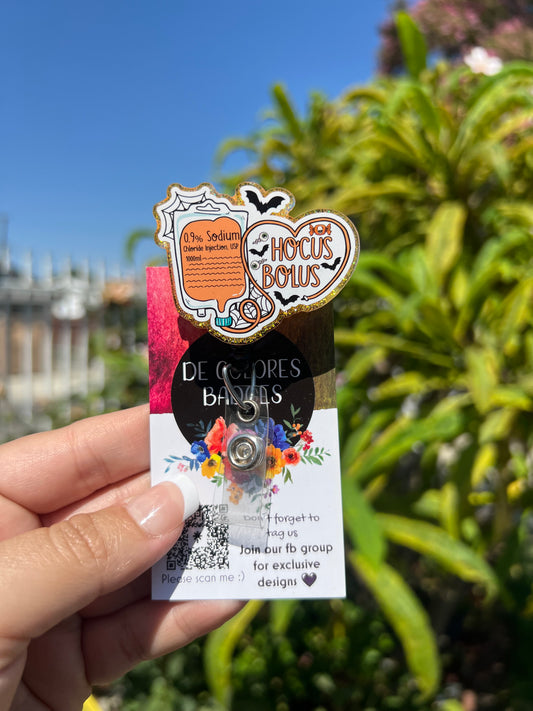 0.9% Sodium
Chloride Injection, USP
1000ml
HOCUS
BOLUS
DE COLORES
BADGES
Don't forget to
tag us
Join our fb group
for exclusive
designs 🖤
Please scan me :)